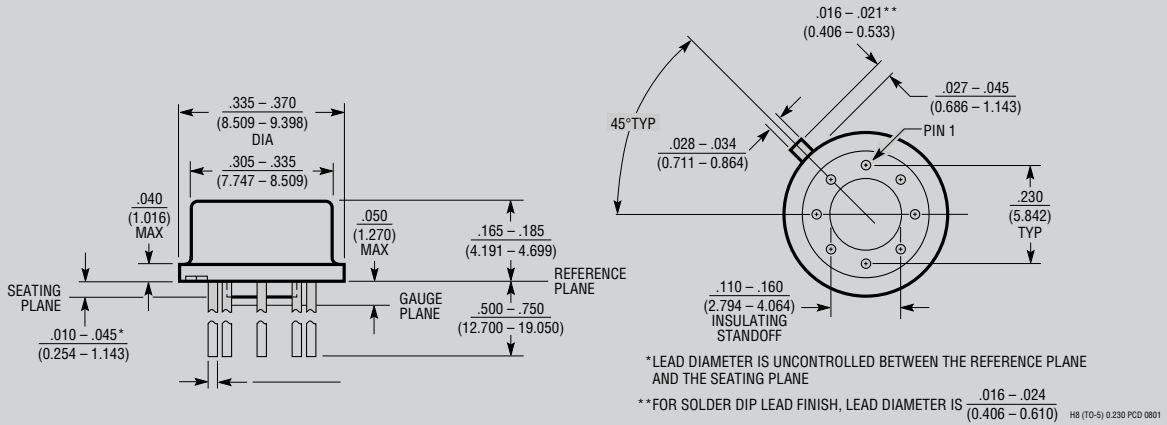 .335 – .370
(8.509 – 9.398)
DIA
.305 – .335
(7.747 – 8.509)
.040
(1.016)
MAX
.050
(1.270)
MAX
.165 – .185
(4.191 – 4.699)
SEATING
PLANE
REFERENCE
PLANE
GAUGE
PLANE
.500 – .750
(12.700 – 19.050)
.010 – .045*
(0.254 – 1.143)
.016 – .021**
(0.406 – 0.533)
.027 – .045
(0.686 – 1.143)
45°TYP
PIN 1
.028 – .034
(0.711 – 0.864)
.230
(5.842)
TYP
.110 – .160
(2.794 – 4.064)
INSULATING
STANDOFF
*LEAD DIAMETER IS UNCONTROLLED BETWEEN THE REFERENCE PLANE
AND THE SEATING PLANE
**FOR SOLDER DIP LEAD FINISH, LEAD DIAMETER IS .016 – .024
(0.406 – 0.610)
H8 (TO-5) 0.230 PCD 0801